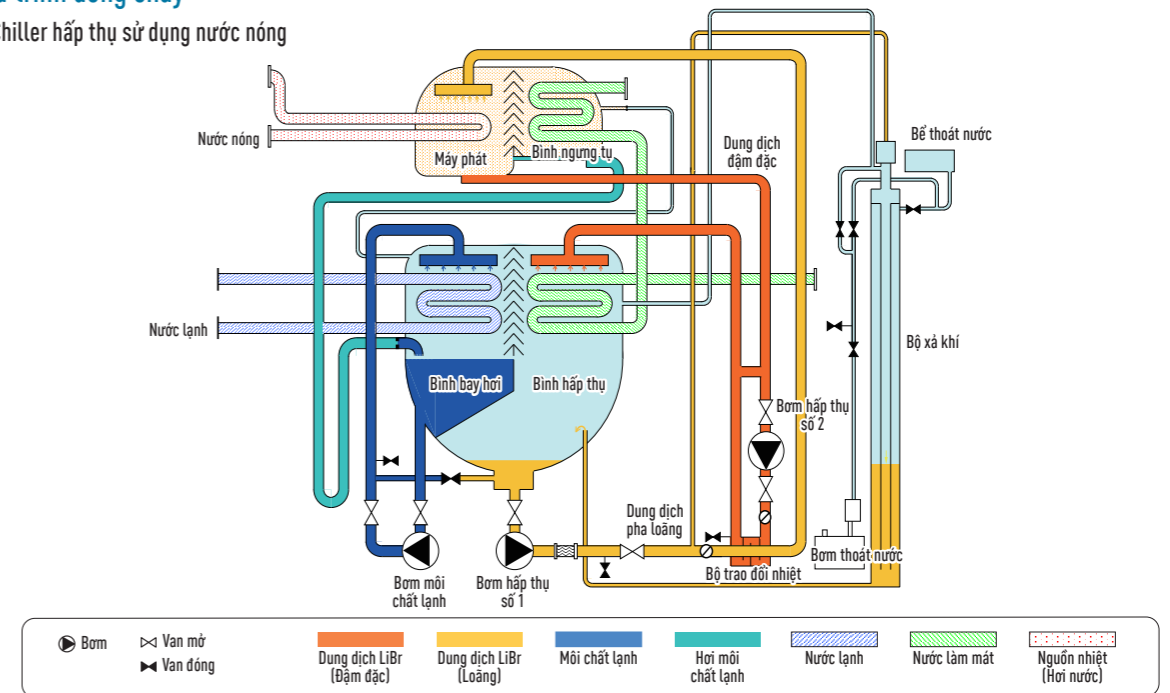 trình dòng chảy
Chiller hấp thụ sử dụng nước nóng
Nước nóng
Máy phát
Bình ngưng tụ
Dung dịch
đậm đặc
Bể thoát nước
Nước lạnh
Bộ xả khí
Bình bay hơi
Bình hấp thụ
Bơm hấp thụ
số 2
Dung dịch
pha loãng
Bơm thoát nước
Bộ trao đổi nhiệt
Bơm môi
chất lạnh
Bơm hấp thụ
số 1
Bơm
Van mở
Van đóng
Dung dịch LiBr
(Đậm đặc)
Dung dịch LiBr
(Loãng)
Môi chất lạnh
Hơi môi
chất lạnh
Nước lạnh
Nước làm mát
Nguồn nhiệt
(Hơi nước)